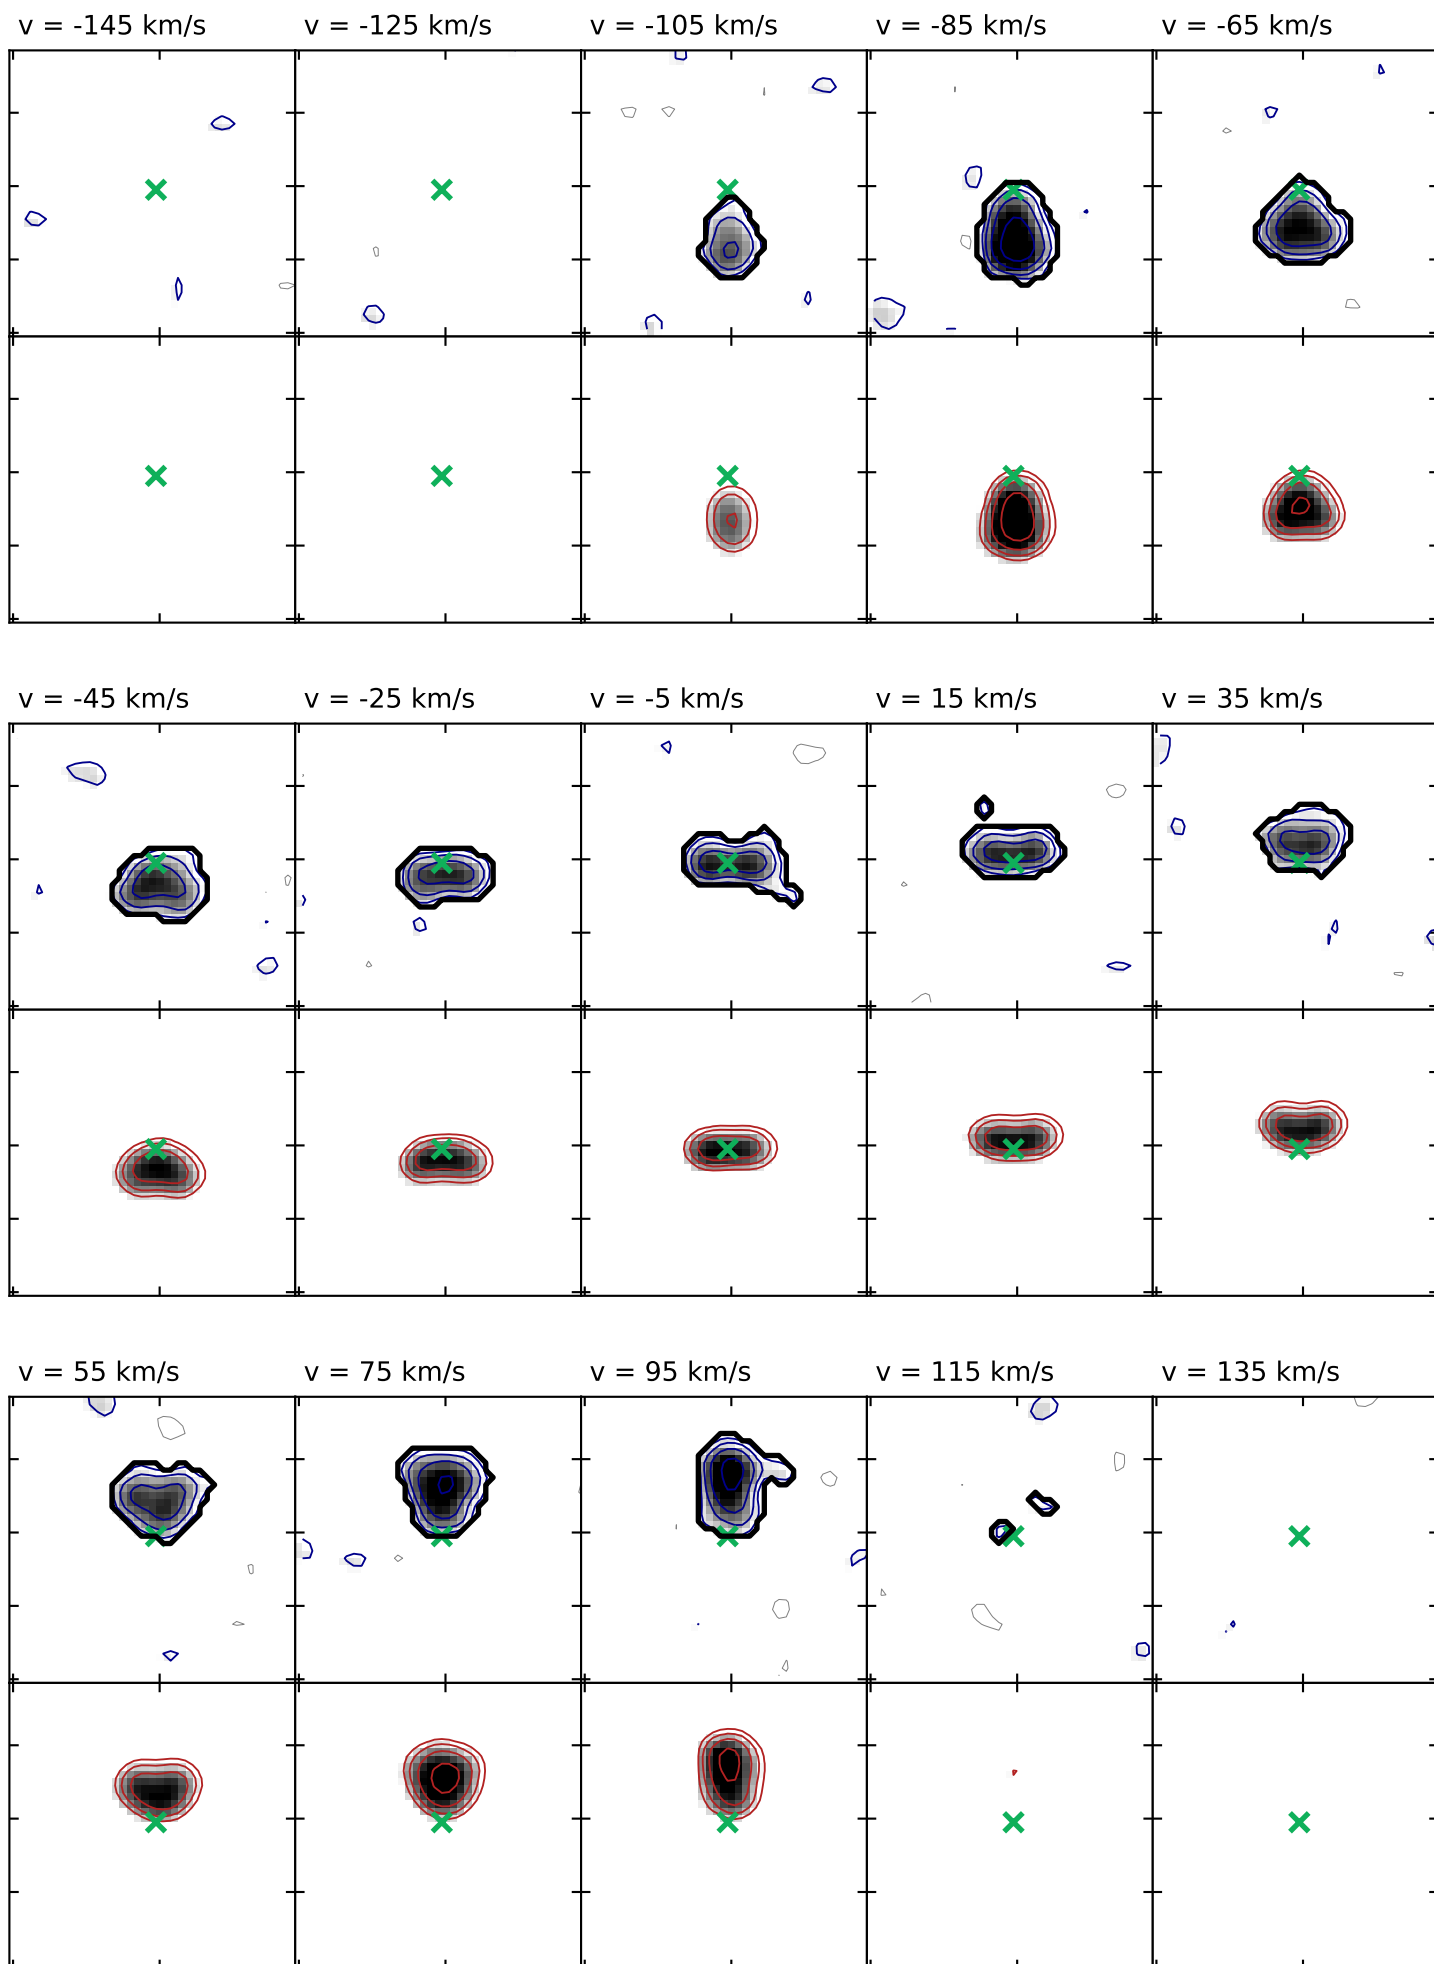 v = -145 km/s
v = -125 km/s
v = -105 km/s
v = -85 km/s
v = -65 km/s
v = -45 km/s
v = -25 km/s
v = -5 km/s
v = 15 km/s
v = 35 km/s
v = 55 km/s
v = 75 km/s
v = 95 km/s
v = 115 km/s
v = 135 km/s